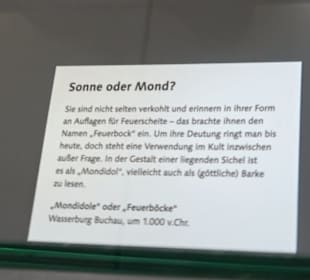 Sonne oder Mond?
Sie sind nicht selten verkohlt und erinnern in ihrer Form
an Auflagen für Feuerscheite – das brachte ihnen den
Namen „Feuerbock“ ein. Um ihre Deutung ringt man bis
heute, doch steht eine Verwendung im Kult inzwischen
außer Frage. In der Gestalt einer liegenden Sichel ist
es als „Mondidol“, vielleicht auch als (göttliche) Barke
zu lesen.
„Mondidole“ oder „Feuerböcke“
Wasserburg Buchau, um 1.000 v.Chr.